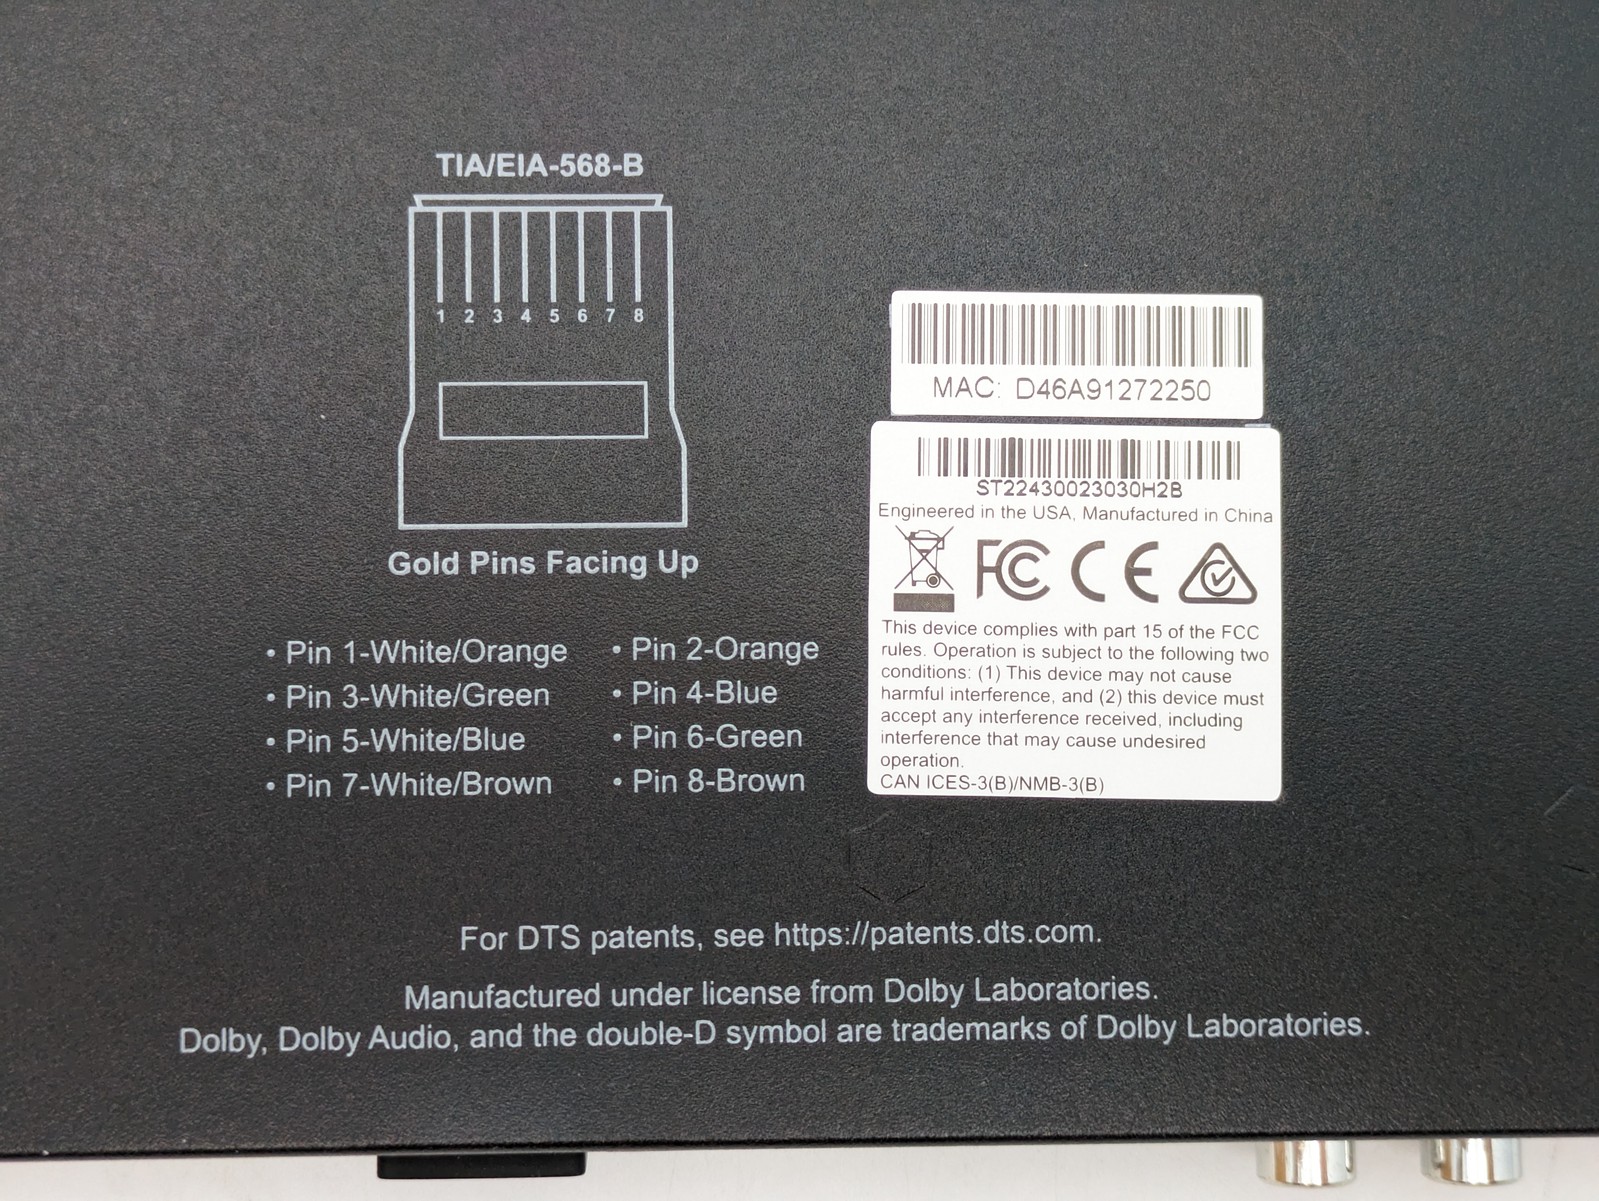 TIA/EIA-568-B
1 2 3 4 5 6 7 8
Gold Pins Facing Up
• Pin 1-White/Orange
• Pin 2-Orange
• Pin 3-White/Green
• Pin 4-Blue
• Pin 5-White/Blue
• Pin 6-Green
• Pin 7-White/Brown
• Pin 8-Brown
MAC: D46A91272250
ST22430023030H2B
Engineered in the USA, Manufactured in China
FC CE
This device complies with part 15 of the FCC
rules. Operation is subject to the following two
conditions: (1) This device may not cause
harmful interference, and (2) this device must
accept any interference received, including
interference that may cause undesired
operation.
CAN ICES-3(B)/NMB-3(B)
For DTS patents, see https://patents.dts.com.
Manufactured under license from Dolby Laboratories.
Dolby, Dolby Audio, and the double-D symbol are trademarks of Dolby Laboratories.